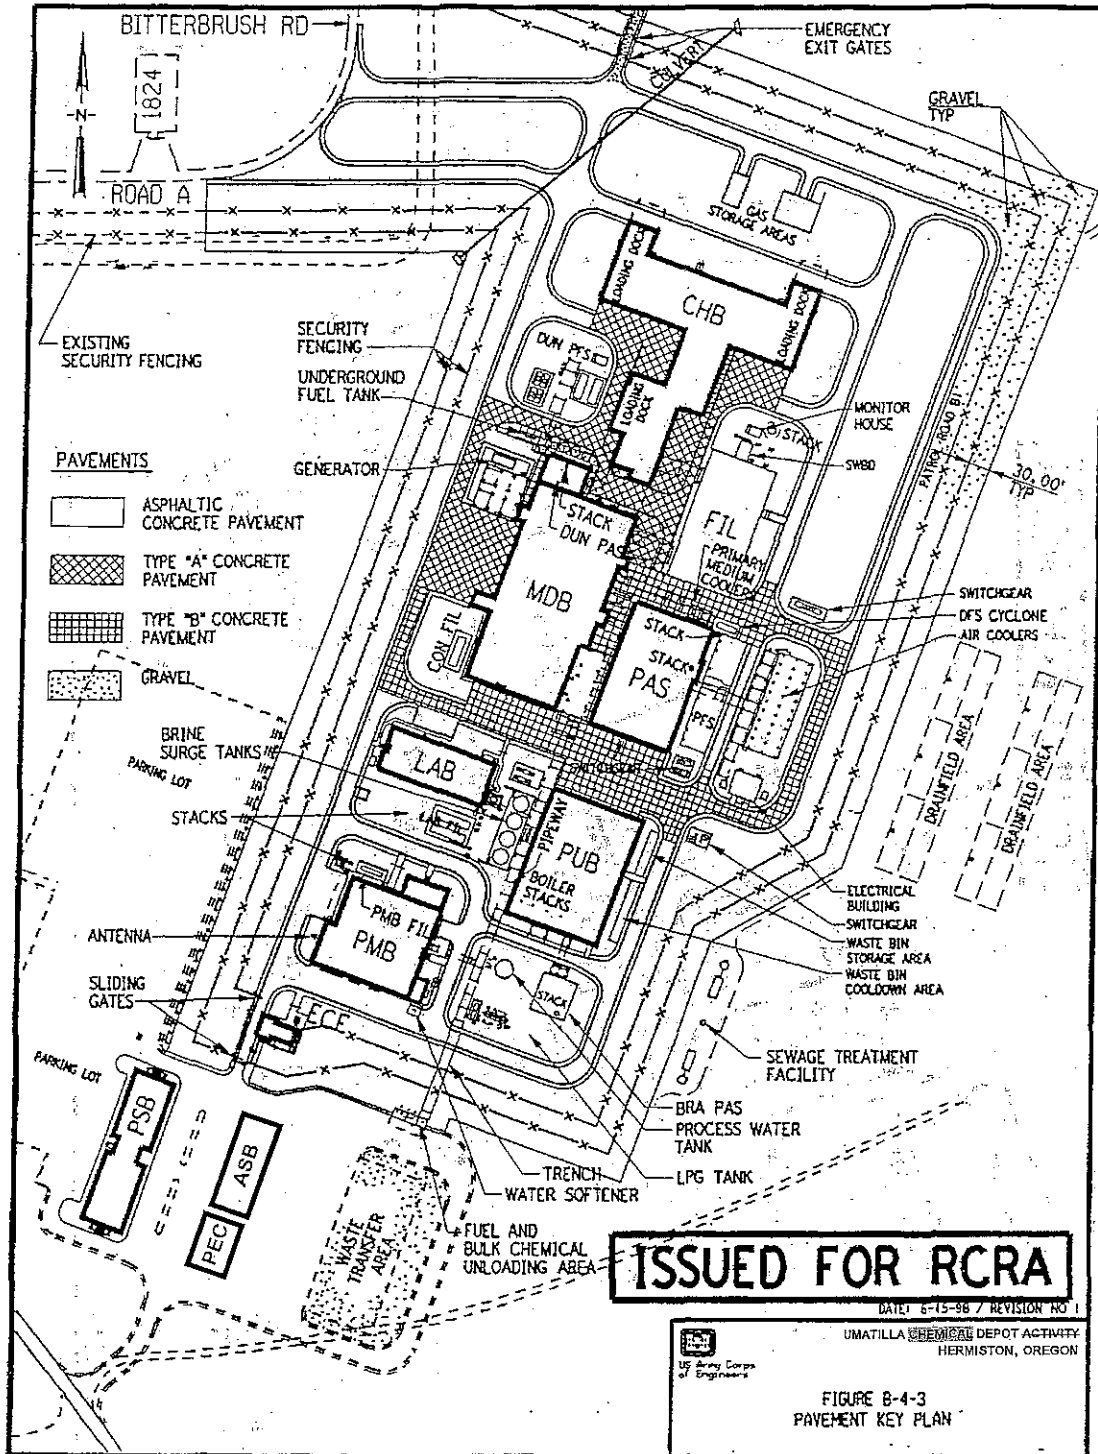 BITTERBRUSH RD
1824
-N-
ROAD A
CULVERT
EMERGENCY
EXIT GATES
GRAVEL
TYP
GAS
STORAGE AREAS
LOADING DOCK
CHB
LOADING DOCK
LOADING
DOCK
EXISTING
SECURITY FENCING
SECURITY
FENCING
UNDERGROUND
FUEL TANK
DUN PFS
GENERATOR
MONITOR
HOUSE
STACK
SWBD
PATROL ROAD B1
30.00'
TYP
PAVEMENTS
ASPHALTIC
CONCRETE PAVEMENT
TYPE "A" CONCRETE
PAVEMENT
TYPE "B" CONCRETE
PAVEMENT
GRAVEL
STACK
DUN PAS
MDB
FIL
PRIMARY
MEDIUM
COOLERS
SWITCHGEAR
DFS CYCLONE
AIR COOLERS
CON FIL
STACK
STACK
PAS
PFS
DRAINFIELD AREA
DRAINFIELD AREA
BRINE
SURGE TANKS
PARKING LOT
LAB
SWITCHGEAR
STACKS
LAB FIL
PIPEWAY
PUB
BOILER
STACKS
ELECTRICAL
BUILDING
SWITCHGEAR
WASTE BIN
STORAGE AREA
WASTE BIN
COOLDOWN AREA
ANTENNA
PMB FIL
PMB
SLIDING
GATES
ECF
STACK
SEWAGE TREATMENT
FACILITY
PARKING LOT
PSB
ASB
PEC
BRA PAS
PROCESS WATER
TANK
LPG TANK
TRENCH
WATER SOFTENER
FUEL AND
BULK CHEMICAL
UNLOADING AREA
WASTE
TRANSFER
AREA
ISSUED FOR RCRA
DATE: 6-15-98 / REVISION NO 1
UMATILLA CHEMICAL DEPOT ACTIVITY
HERMISTON, OREGON
US Army Corps
of Engineers
FIGURE B-4-3
PAVEMENT KEY PLAN